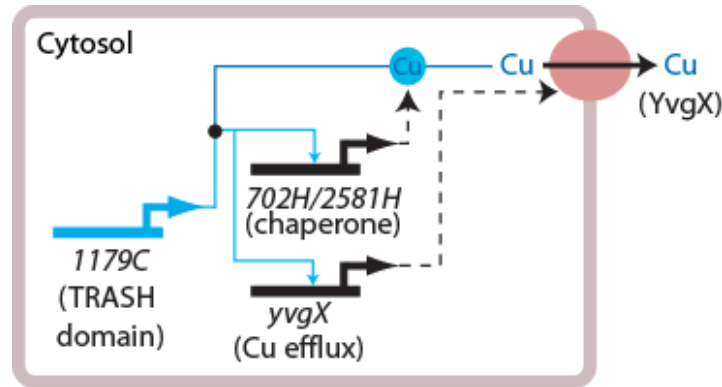 Cytosol
Cu
Cu
Cu
(YvgX)
702H/2581H
(chaperone)
1179C
(TRASH
domain)
yvgX
(Cu efflux)